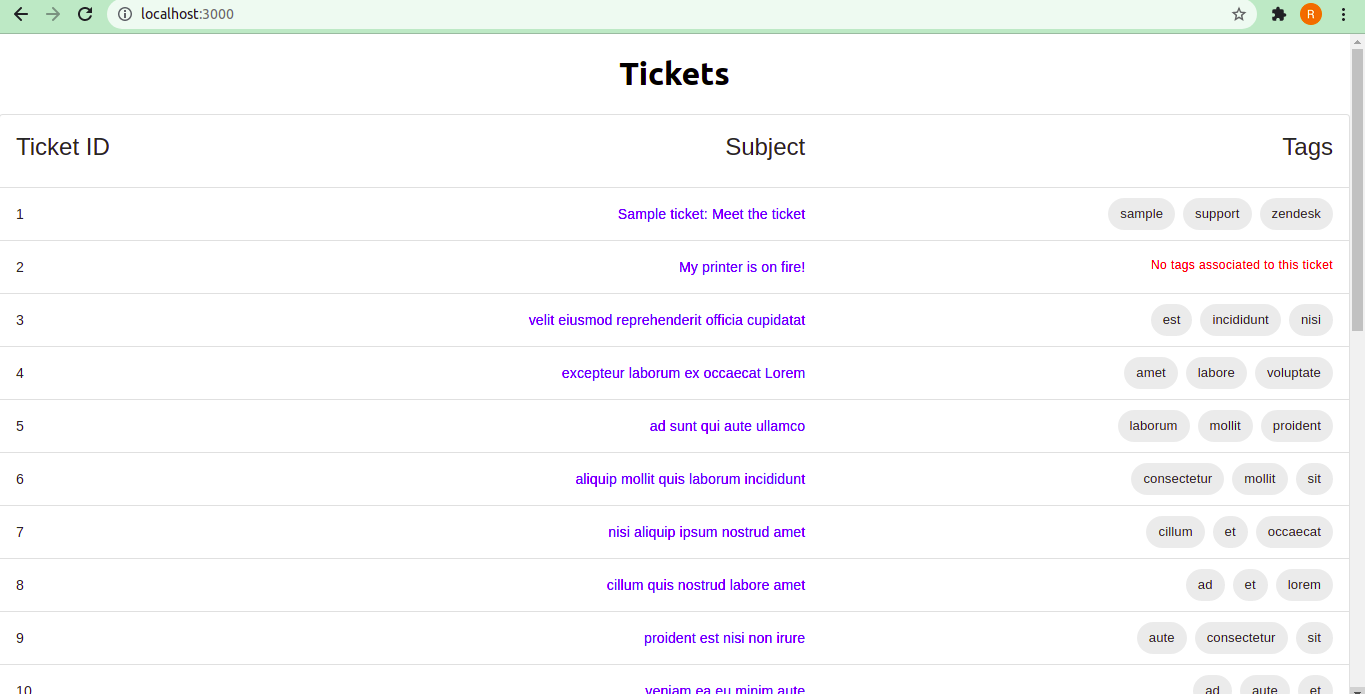 localhost:3000
R
Tickets
Ticket ID Subject Tags
1 Sample ticket: Meet the ticket sample support zendesk
2 My printer is on fire! No tags associated to this ticket
3 velit eiusmod reprehenderit officia cupidatat est incididunt nisi
4 excepteur laborum ex occaecat Lorem amet labore voluptate
5 ad sunt qui aute ullamco laborum mollit proident
6 aliquip mollit quis laborum incididunt consectetur mollit sit
7 nisi aliquip ipsum nostrud amet cillum et occaecat
8 cillum quis nostrud labore amet ad et lorem
9 proident est nisi non irure aute consectetur sit
10 veniam ea eu minim aute ad aute et